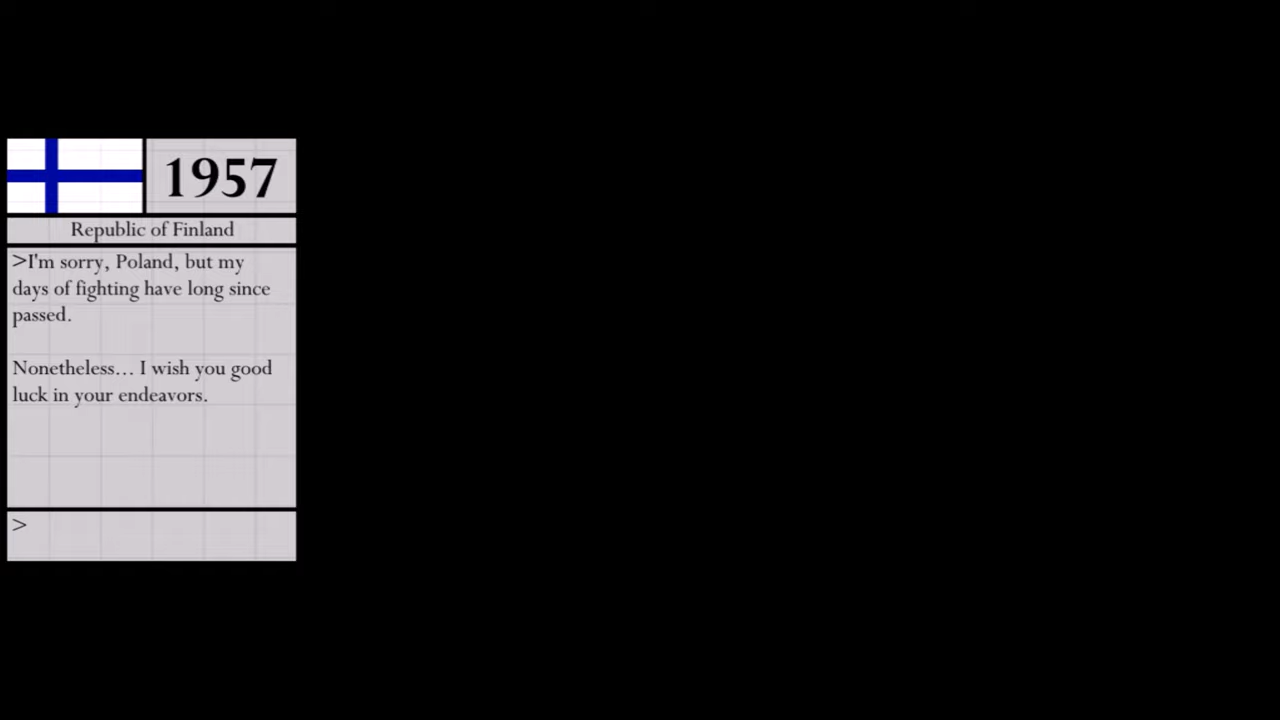 1957
Republic of Finland
>I'm sorry, Poland, but my
days of fighting have long since
passed.
Nonetheless... I wish you good
luck in your endeavors.
>